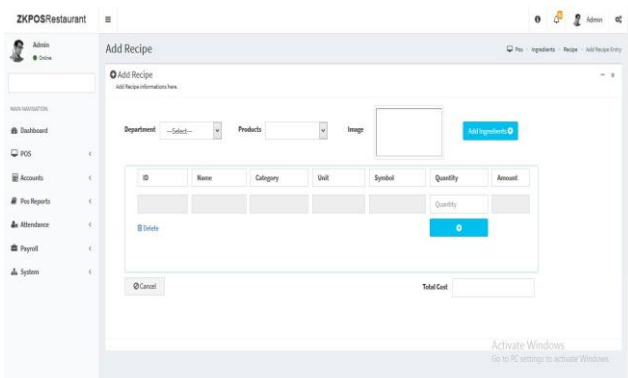 ZKPOSRestaurant
Admin
Admin
Online
Add Recipe
Pos
Ingredients
Recipe
Add Recipe Entry
Add Recipe
Add Recipe informations here.
MAIN NAVIGATION
Dashboard
POS
Accounts
Pos Reports
Attendance
Payroll
System
Department
---Select---
Products
Image
Add Ingredients
ID
Name
Category
Unit
Symbol
Quantity
Amount
Quantity
Delete
Cancel
Total Cost
Activate Windows
Go to PC settings to activate Windows.